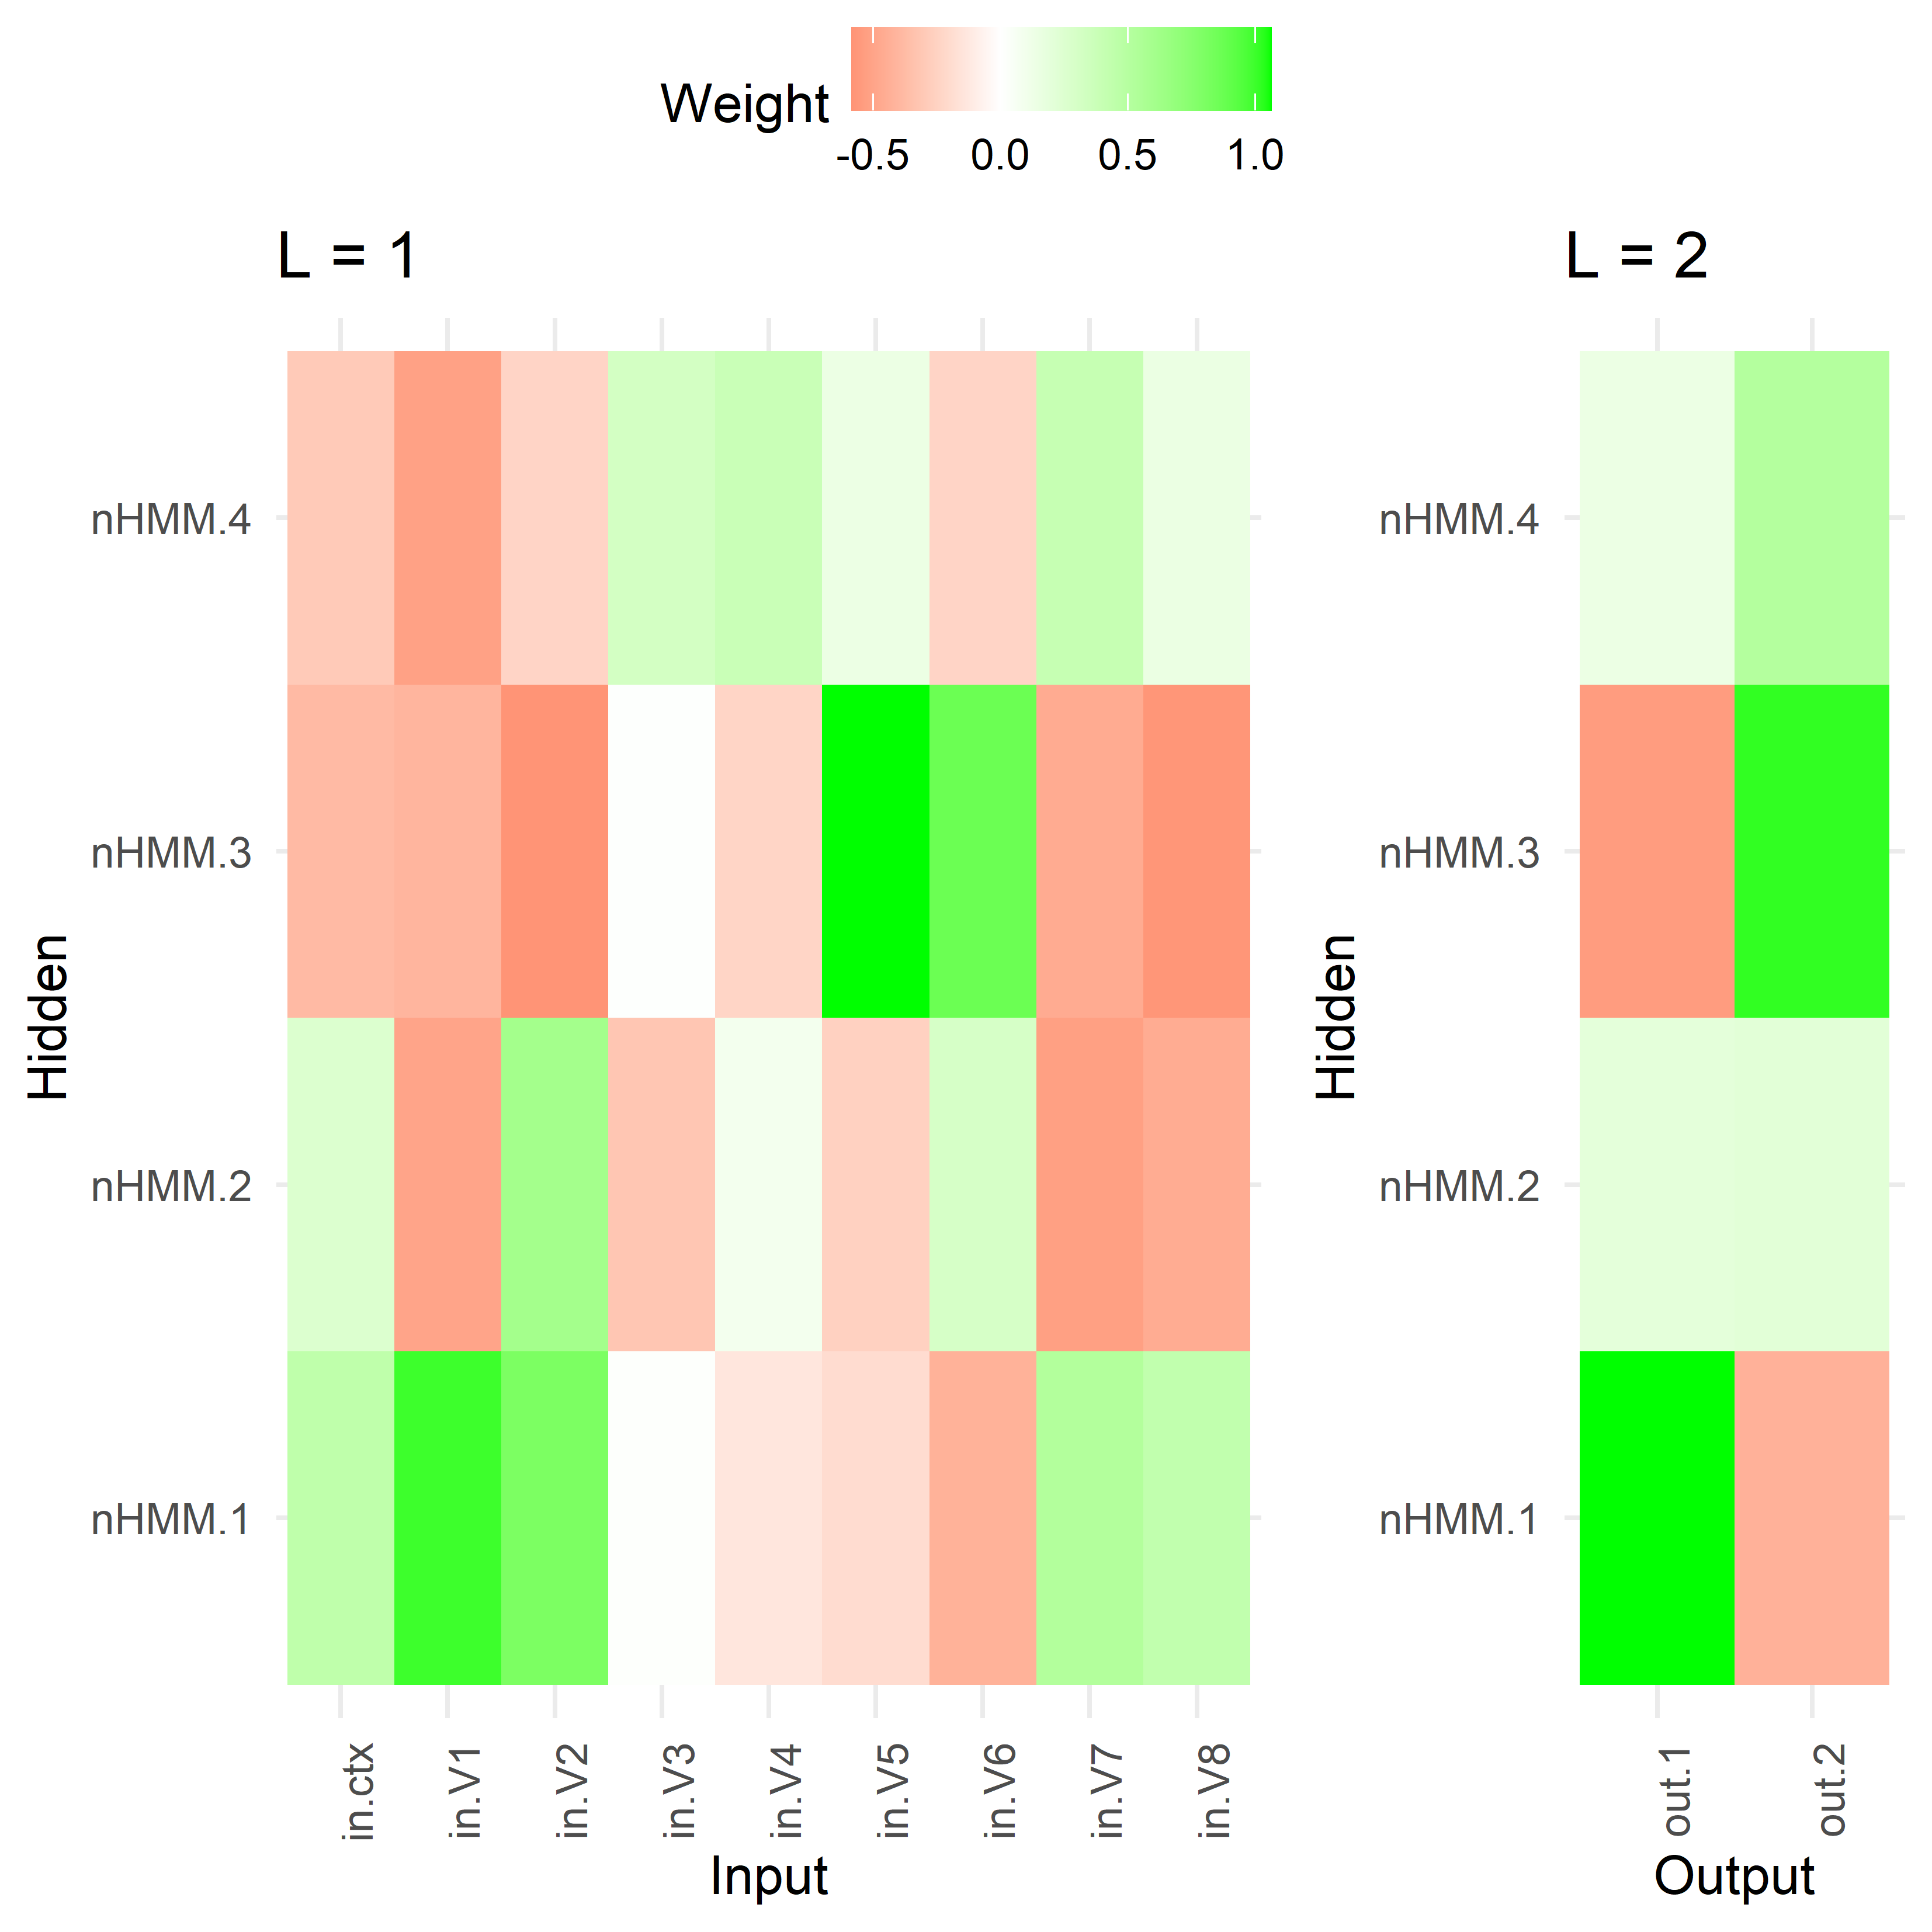 Weight
-0.5 0.0 0.5 1.0
L = 1
nHMM.4
nHMM.3
nHMM.2
nHMM.1
Hidden
in.ctx in.V1 in.V2 in.V3 in.V4 in.V5 in.V6 in.V7 in.V8
Input
L = 2
nHMM.4
nHMM.3
nHMM.2
nHMM.1
Hidden
out.1 out.2
Output